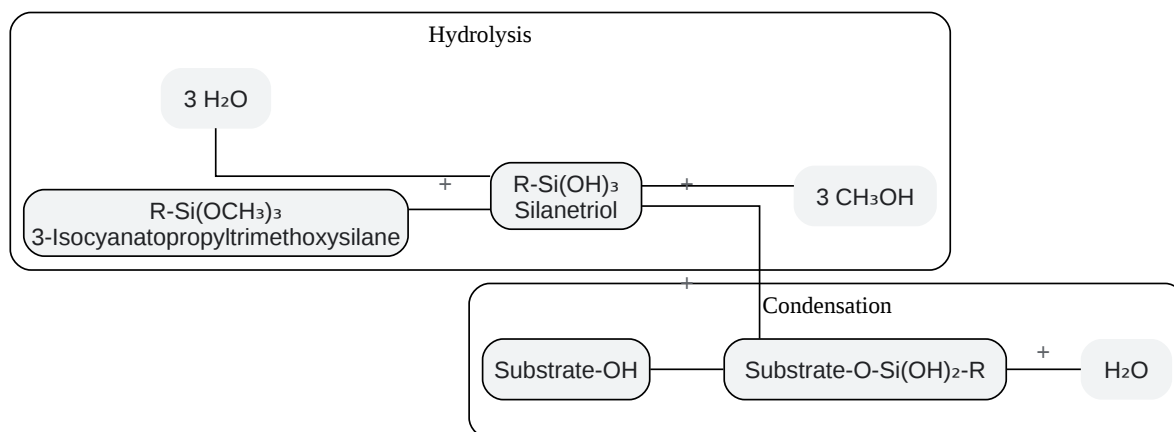 Hydrolysis
3 H₂O
+
R-Si(OCH₃)₃
3-Isocyanatopropyltrimethoxysilane
R-Si(OH)₃
Silanetriol
+
3 CH₃OH
+
Condensation
Substrate-OH
Substrate-O-Si(OH)₂-R
+
H₂O